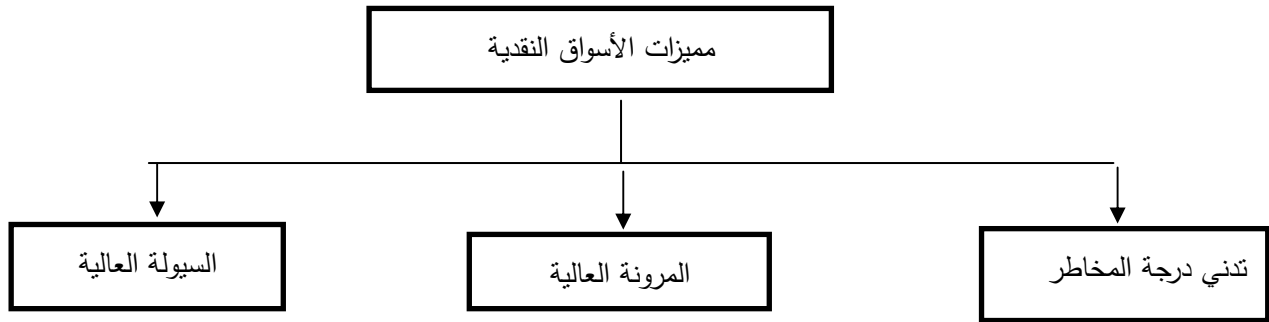 مميزات الأسواق النقدية
تدني درجة المخاطر
المرونة العالية
السيولة العالية